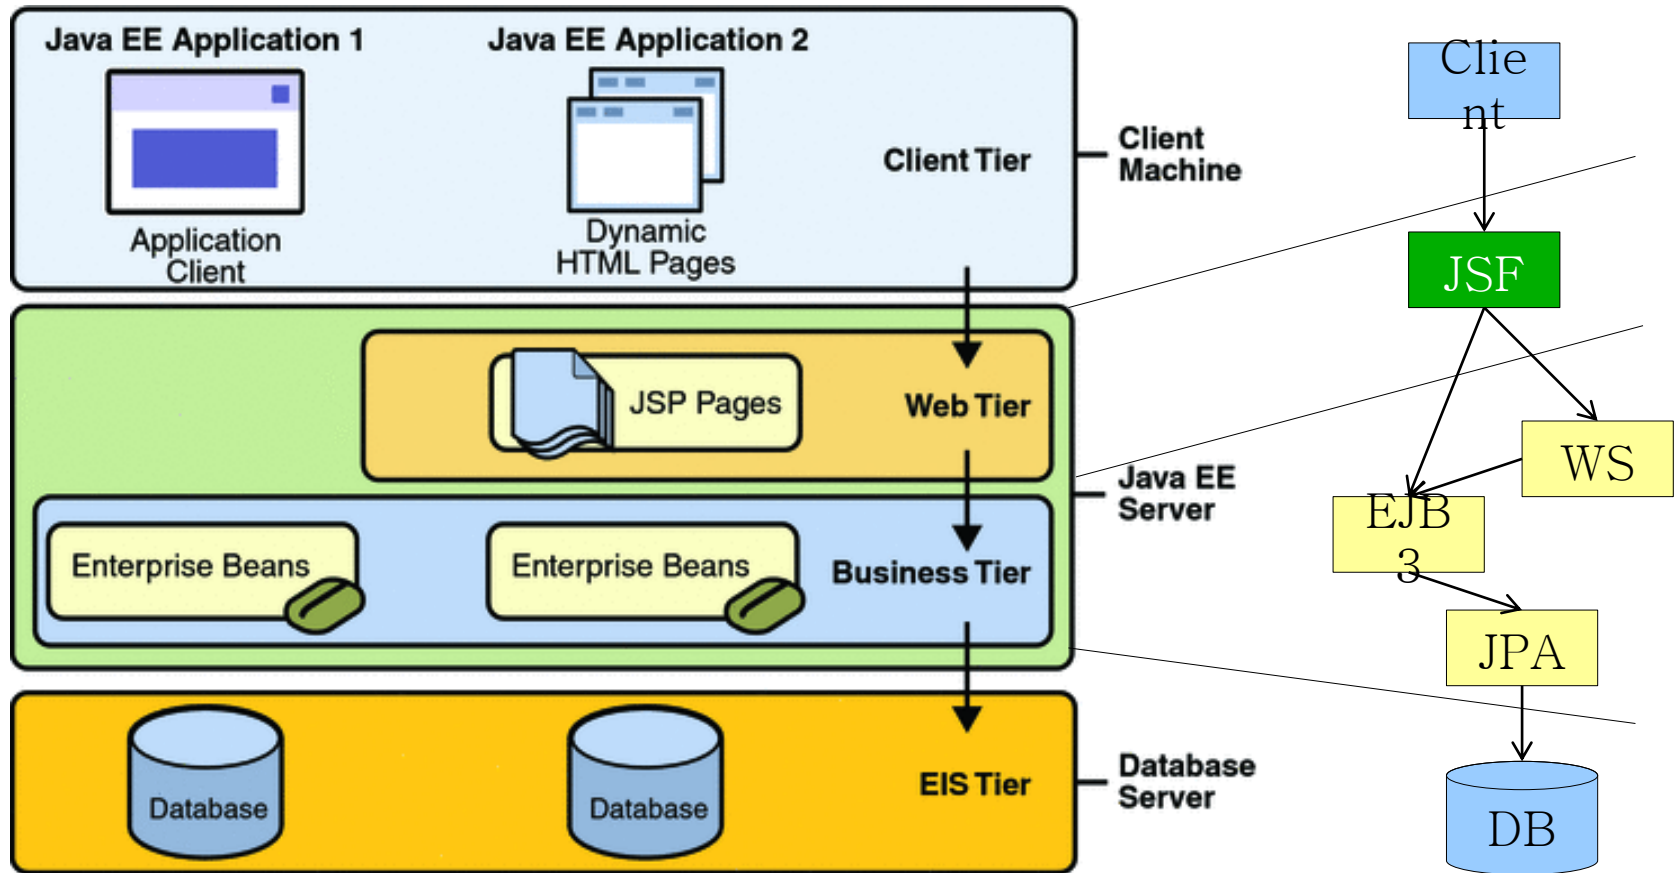 Java EE Application 1
Java EE Application 2
Application
Client
Dynamic
HTML Pages
Client Tier
Client
Machine
JSP Pages
Web Tier
Java EE
Server
Enterprise Beans
Enterprise Beans
Business Tier
Database
Database
EIS Tier
Database
Server
Clie
nt
JSF
WS
EJB
3
JPA
DB